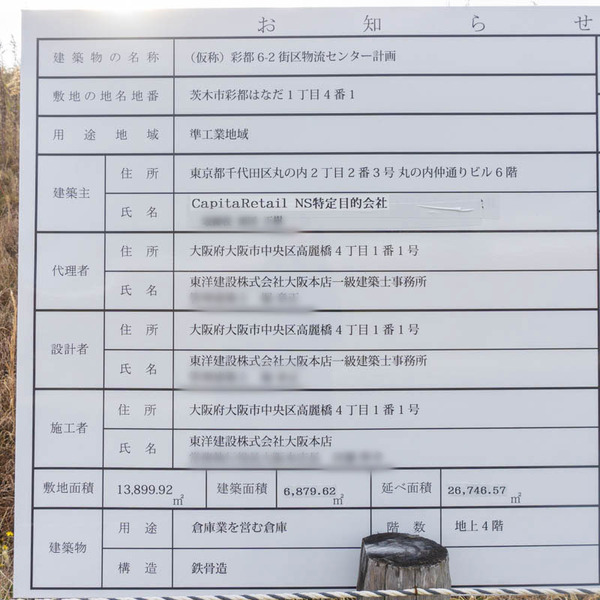 お知らせ
建築物の名称 （仮称）彩都6-2街区物流センター計画
敷地の地名地番 茨木市彩都はなだ1丁目4番1
用途地域 準工業地域
建築主 住所 東京都千代田区丸の内2丁目2番3号 丸の内仲通りビル6階
氏名 CapitaRetail NS特定目的会社
代理者 住所 大阪府大阪市中央区高麗橋4丁目1番1号
氏名 東洋建設株式会社大阪本店一級建築士事務所
設計者 住所 大阪府大阪市中央区高麗橋4丁目1番1号
氏名 東洋建設株式会社大阪本店一級建築士事務所
施工者 住所 大阪府大阪市中央区高麗橋4丁目1番1号
氏名 東洋建設株式会社大阪本店
敷地面積 13,899.92㎡ 建築面積 6,879.62㎡ 延べ面積 26,746.57㎡
建築物 用途 倉庫業を営む倉庫 階数 地上4階
構造 鉄骨造